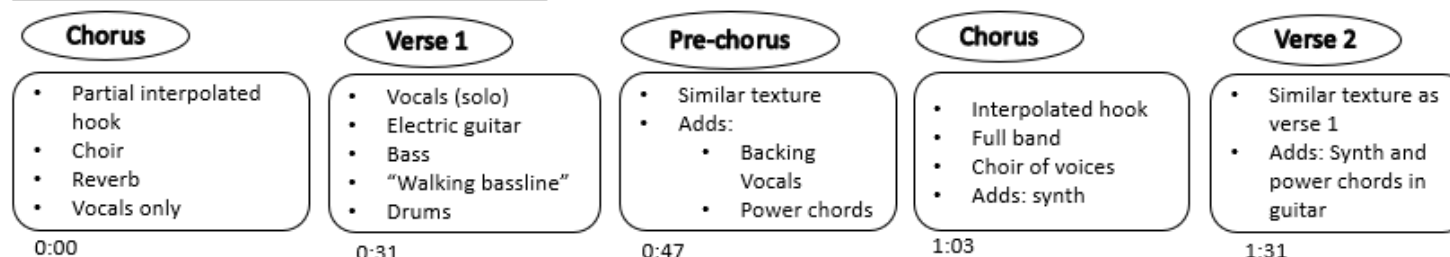 Chorus
• Partial interpolated
hook
• Choir
• Reverb
• Vocals only
0:00
Verse 1
• Vocals (solo)
• Electric guitar
• Bass
• “Walking bassline”
• Drums
0:31
Pre-chorus
• Similar texture
• Adds:
• Backing
Vocals
• Power chords
0:47
Chorus
• Interpolated hook
• Full band
• Choir of voices
• Adds: synth
1:03
Verse 2
• Similar texture as
verse 1
• Adds: Synth and
power chords in
guitar
1:31